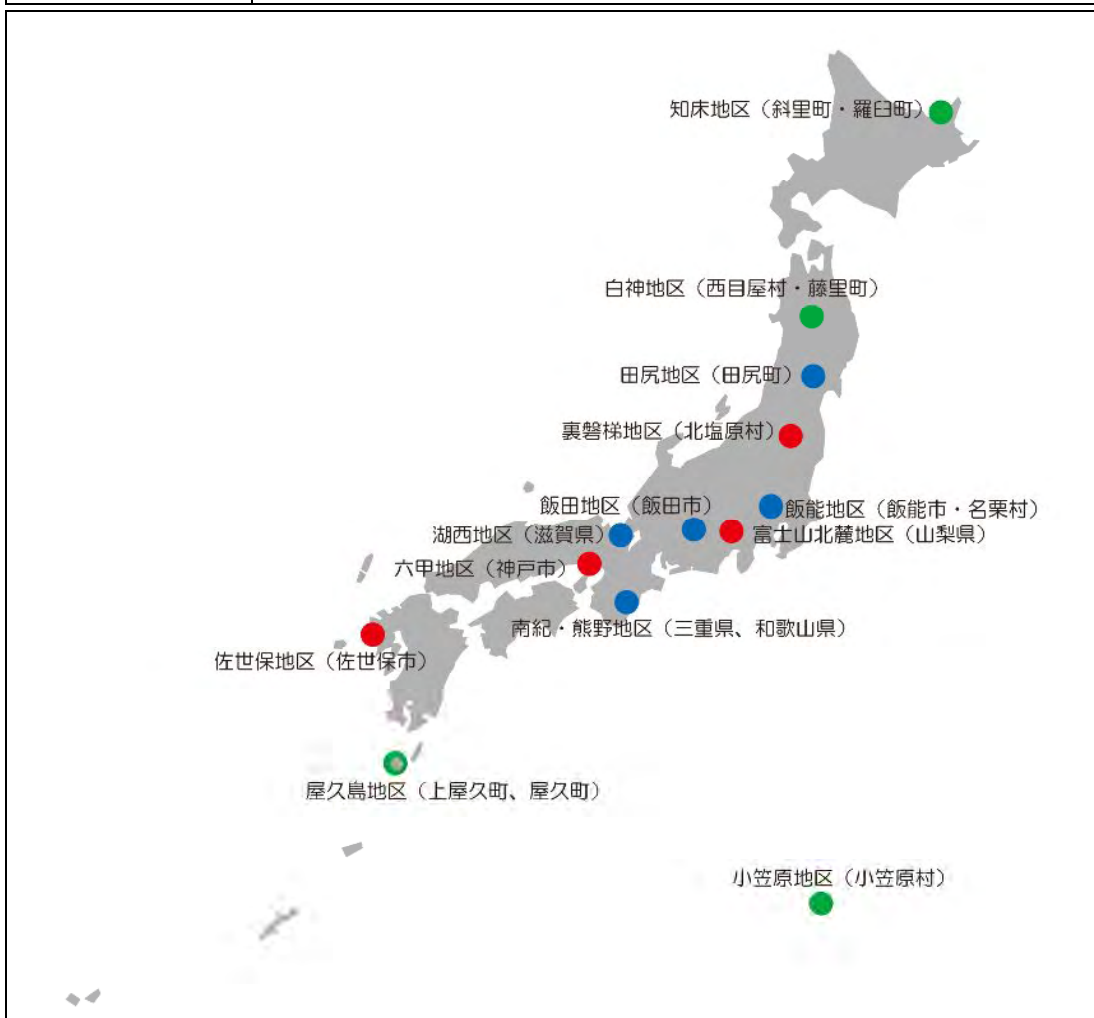 知床地区（斜里町・羅臼町）
白神地区（西目屋村・藤里町）
田尻地区（田尻町）
裏磐梯地区（北塩原村）
飯田地区（飯田市）
飯能地区（飯能市・名栗村）
湖西地区（滋賀県）
富士山北麓地区（山梨県）
六甲地区（神戸市）
南紀・熊野地区（三重県、和歌山県）
佐世保地区（佐世保市）
屋久島地区（上屋久町、屋久町）
小笠原地区（小笠原村）